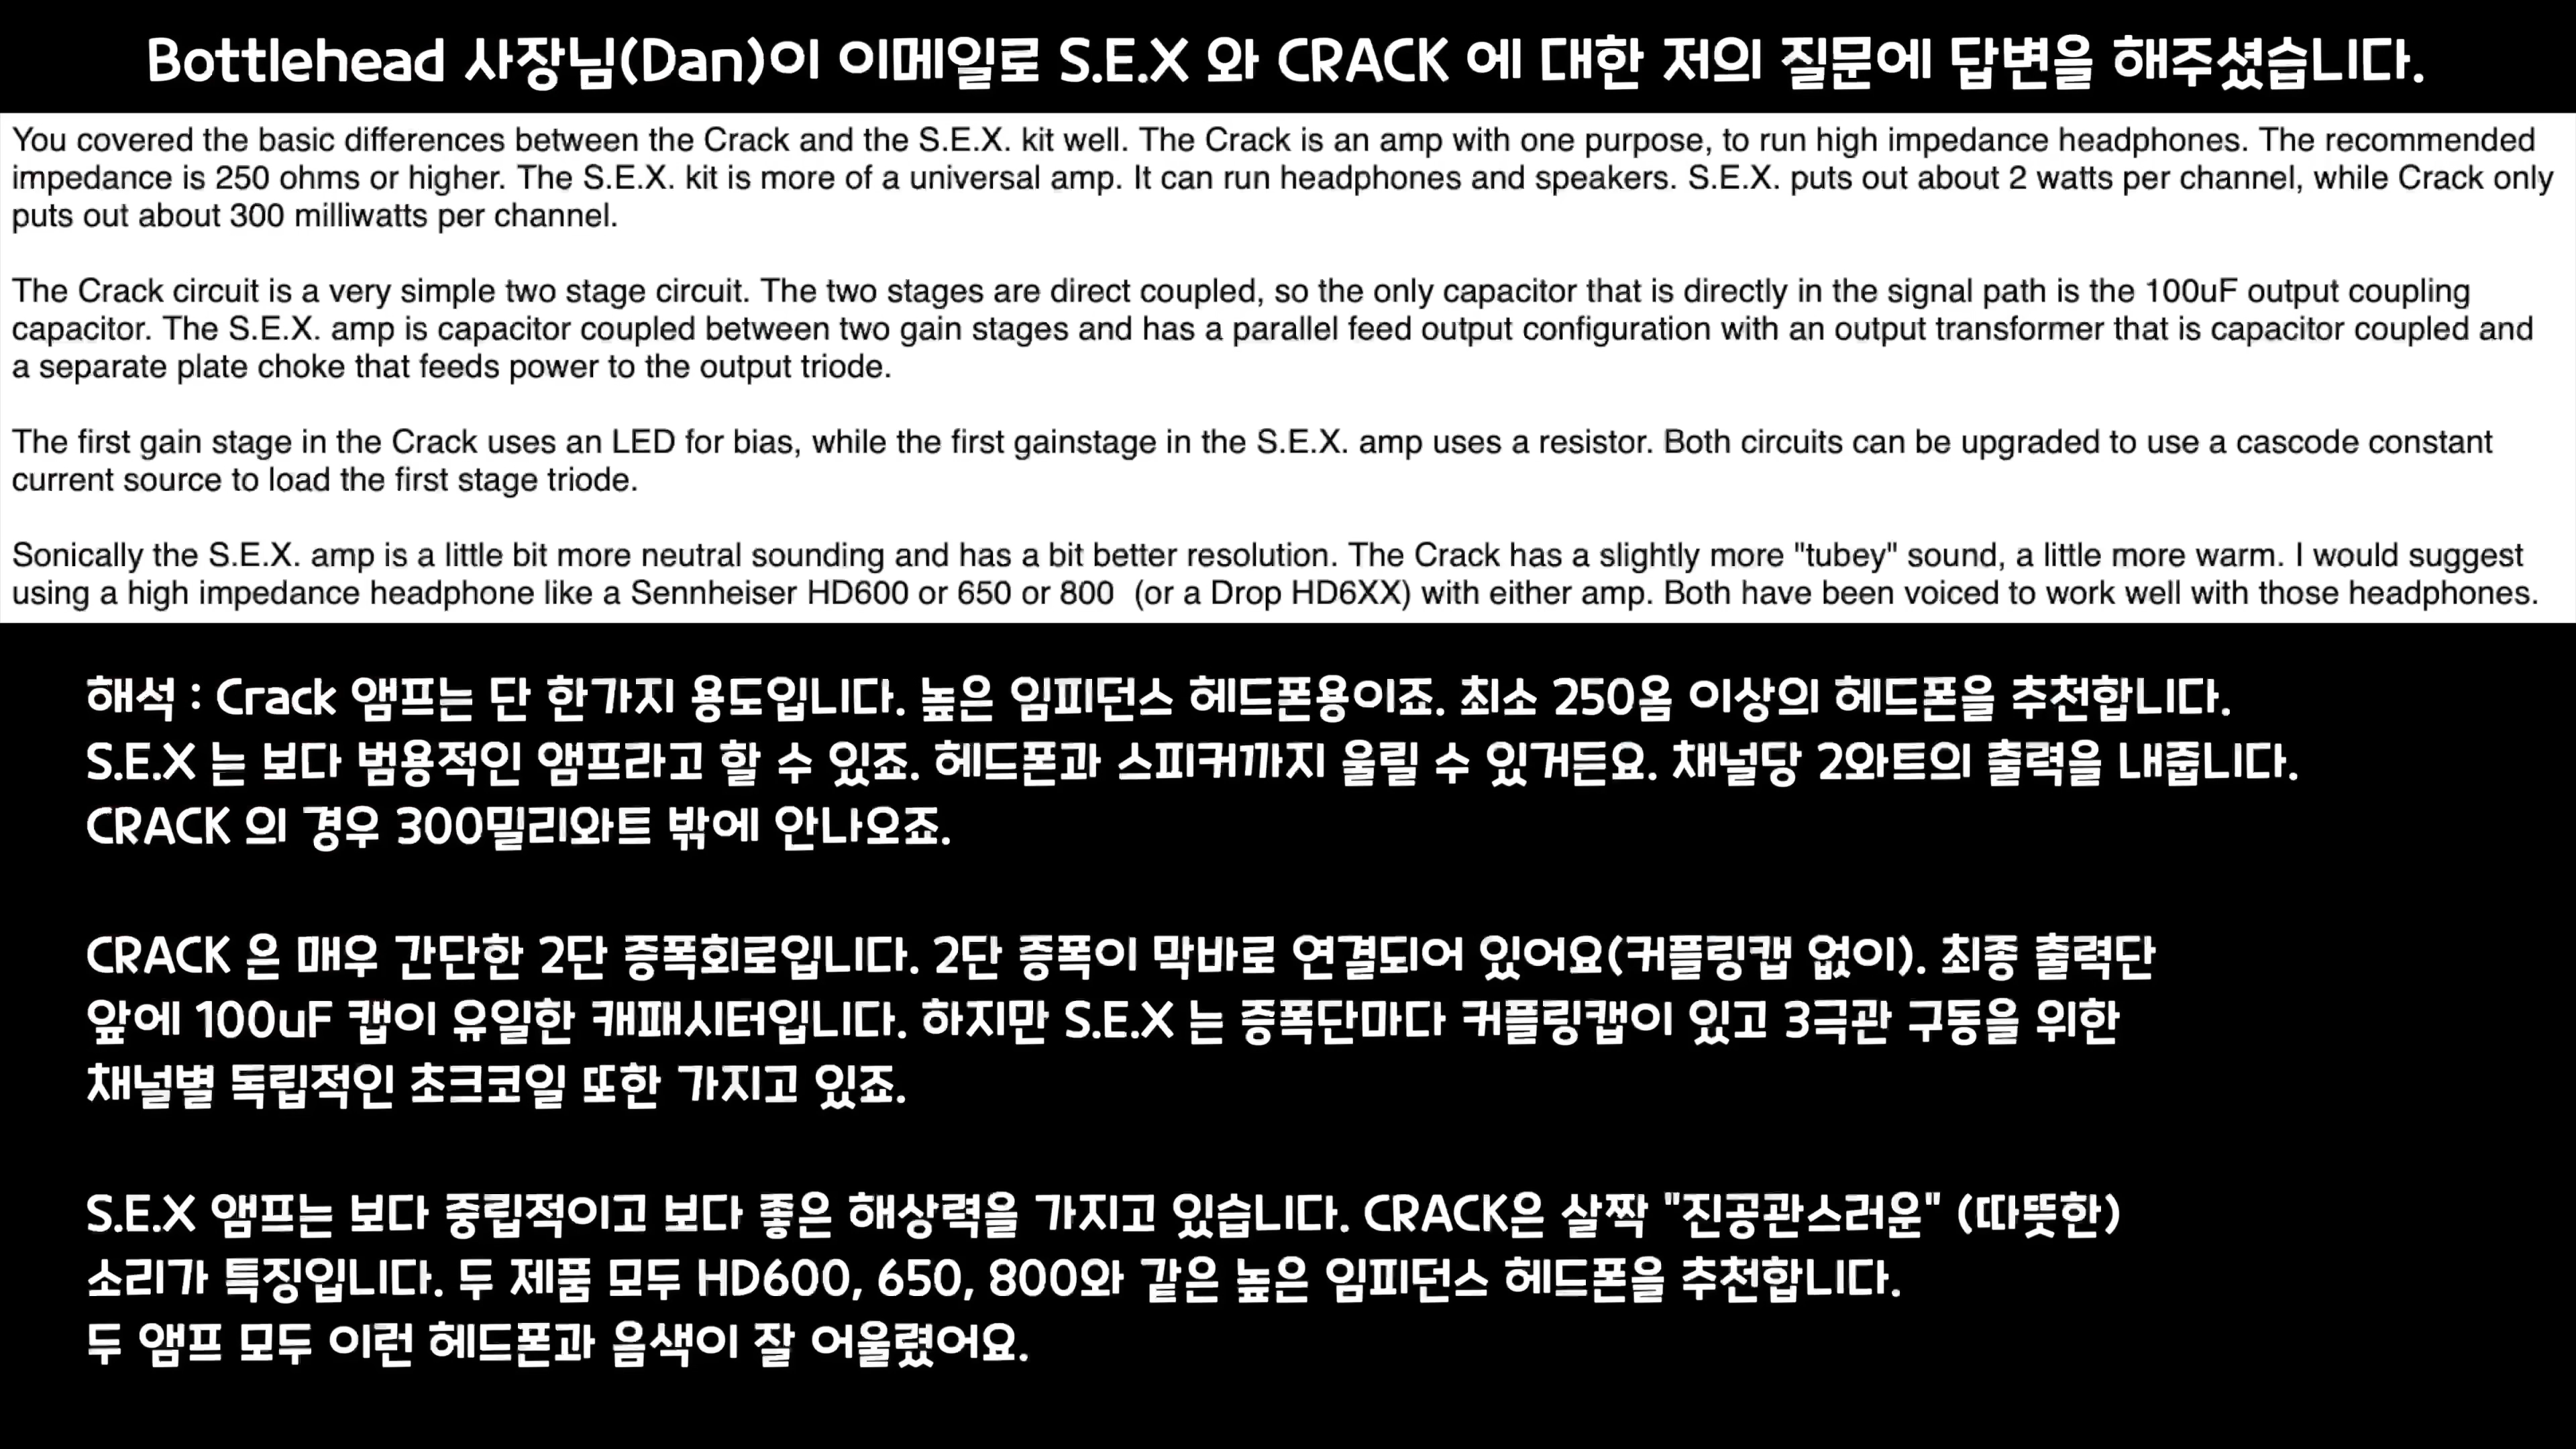 Bottlehead 사장님(Dan)이 이메일로 S.E.X 와 CRACK 에 대한 저의 질문에 답변을 해주셨습니다.
You covered the basic differences between the Crack and the S.E.X. kit well. The Crack is an amp with one purpose, to run high impedance headphones. The recommended
impedance is 250 ohms or higher. The S.E.X. kit is more of a universal amp. It can run headphones and speakers. S.E.X. puts out about 2 watts per channel, while Crack only
puts out about 300 milliwatts per channel.
The Crack circuit is a very simple two stage circuit. The two stages are direct coupled, so the only capacitor that is directly in the signal path is the 100uF output coupling
capacitor. The S.E.X. amp is capacitor coupled between two gain stages and has a parallel feed output configuration with an output transformer that is capacitor coupled and
a separate plate choke that feeds power to the output triode.
The first gain stage in the Crack uses an LED for bias, while the first gainstage in the S.E.X. amp uses a resistor. Both circuits can be upgraded to use a cascode constant
current source to load the first stage triode.
Sonically the S.E.X. amp is a little bit more neutral sounding and has a bit better resolution. The Crack has a slightly more "tubey" sound, a little more warm. I would suggest
using a high impedance headphone like a Sennheiser HD600 or 650 or 800  (or a Drop HD6XX) with either amp. Both have been voiced to work well with those headphones.
해석 : Crack 앰프는 단 한가지 용도입니다. 높은 임피던스 헤드폰용이죠. 최소 250옴 이상의 헤드폰을 추천합니다.
S.E.X 는 보다 범용적인 앰프라고 할 수 있죠. 헤드폰과 스피커까지 울릴 수 있거든요. 채널당 2와트의 출력을 내줍니다.
CRACK 의 경우 300밀리와트 밖에 안나오죠.
CRACK 은 매우 간단한 2단 증폭회로입니다. 2단 증폭이 막바로 연결되어 있어요(커플링캡 없이). 최종 출력단
앞에 100uF 캡이 유일한 캐패시터입니다. 하지만 S.E.X 는 증폭단마다 커플링캡이 있고 3극관 구동을 위한
채널별 독립적인 초크코일 또한 가지고 있죠.
S.E.X 앰프는 보다 중립적이고 보다 좋은 해상력을 가지고 있습니다. CRACK은 살짝 "진공관스러운" (따뜻한)
소리가 특징입니다. 두 제품 모두 HD600, 650, 800와 같은 높은 임피던스 헤드폰을 추천합니다.
두 앰프 모두 이런 헤드폰과 음색이 잘 어울렸어요.